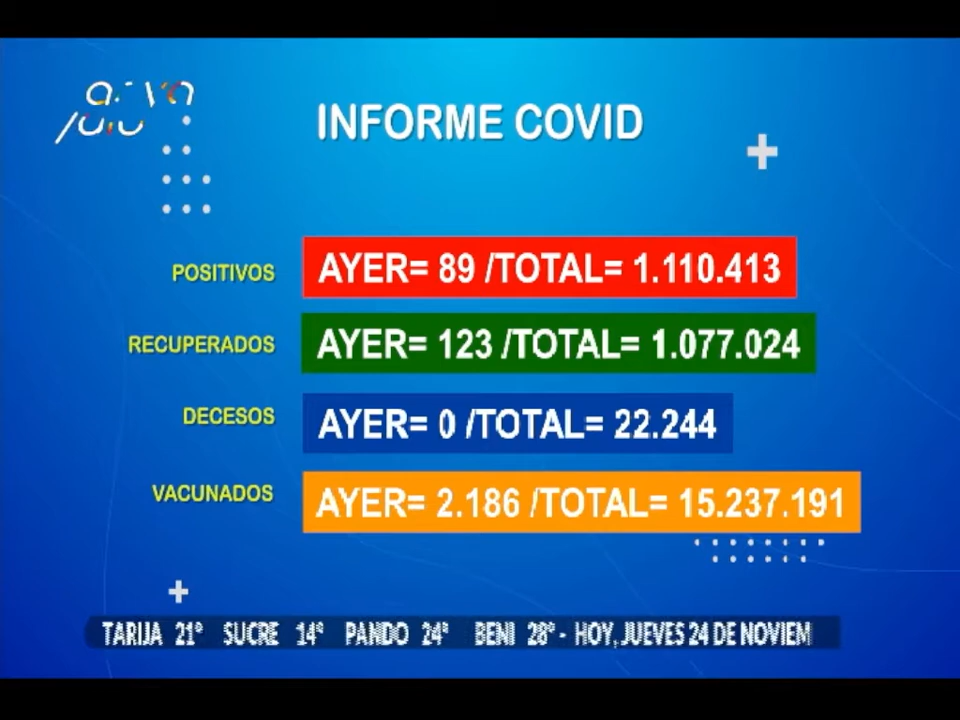 INFORME COVID
POSITIVOS AYER= 89 /TOTAL= 1.110.413
RECUPERADOS AYER= 123 /TOTAL= 1.077.024
DECESOS AYER= 0 /TOTAL= 22.244
VACUNADOS AYER= 2.186 /TOTAL= 15.237.191
TARIJA 21° SUCRE 14° PANDO 24° BENI 28° - HOY, JUEVES 24 DE NOVIEM